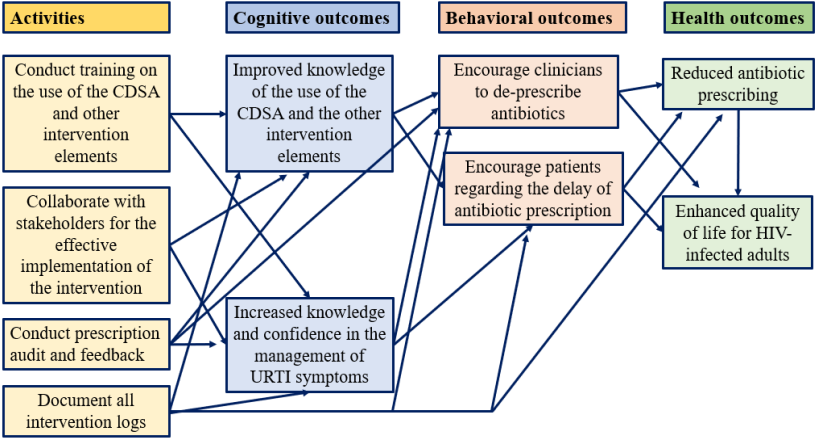 Activities
Cognitive outcomes
Behavioral outcomes
Health outcomes
Conduct training on
the use of the CDSA
and other
intervention
elements
Collaborate with
stakeholders for the
effective
implementation of
the intervention
Conduct prescription
audit and feedback
Document all
intervention logs
Improved knowledge
of the use of the
CDSA and the other
intervention
elements
Increased knowledge
and confidence in the
management of
URTI symptoms
Encourage clinicians
to de-prescribe
antibiotics
Encourage patients
regarding the delay of
antibiotic prescription
Reduced antibiotic
prescribing
Enhanced quality
of life for HIV-
infected adults